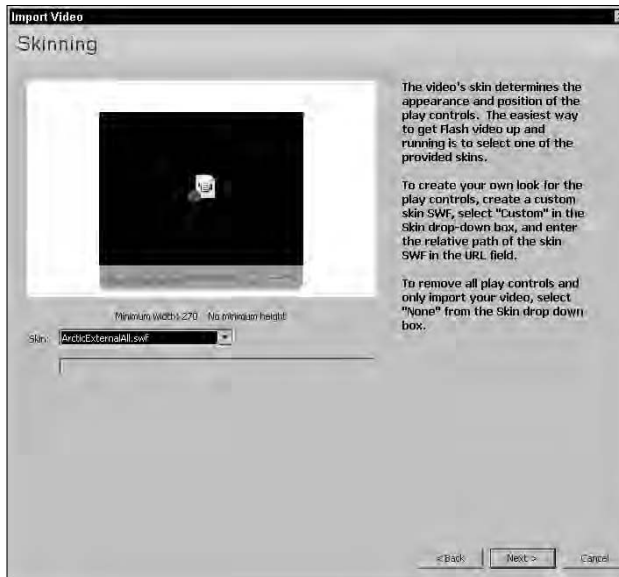 Import Video
Skinning
The video's skin determines the
appearance and position of the
play controls. The easiest way
to get Flash video up and
running is to select one of the
provided skins.
To create your own look for the
play controls, create a custom
skin SWF, select "Custom" in the
Skin drop-down box, and enter
the relative path of the skin
SWF in the URL field.
To remove all play controls and
only import your video, select
"None" from the Skin drop down
box.
Minimum width: 270 No minimum height
Skin: ArcticExternalAll.swf
< Back Next > Cancel